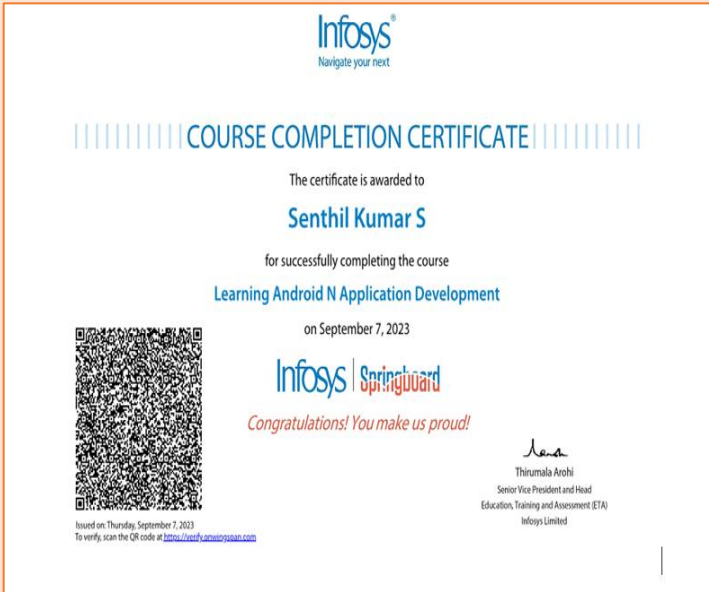 Infosys®
Navigate your next
COURSE COMPLETION CERTIFICATE
The certificate is awarded to
Senthil Kumar S
for successfully completing the course
Learning Android N Application Development
on September 7, 2023
Infosys | Springboard
Congratulations! You make us proud!
Thirumala Arohi
Senior Vice President and Head
Education, Training and Assessment (ETA)
Infosys Limited
Issued on: Thursday, September 7, 2023
To verify, scan the QR code at https://verify.onwingspan.com